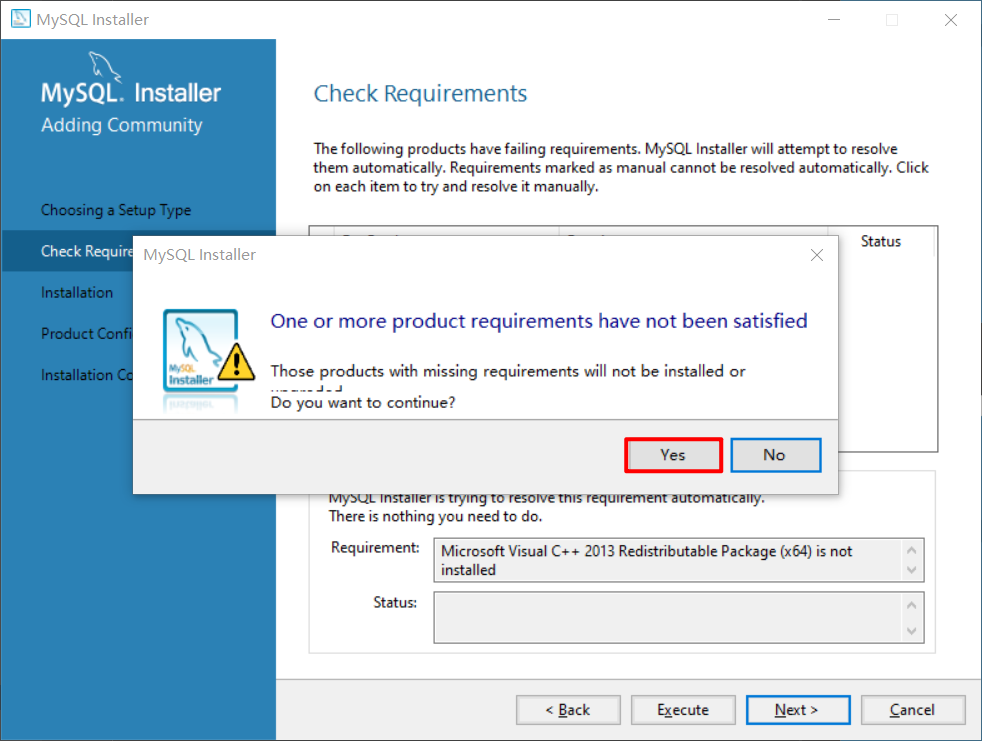 MySQL Installer
MySQL. Installer
Adding Community
Choosing a Setup Type
Check Require
Installation
Product Confi
Installation Co
Check Requirements
The following products have failing requirements. MySQL Installer will attempt to resolve
them automatically. Requirements marked as manual cannot be resolved automatically. Click
on each item to try and resolve it manually.
Status
MySQL Installer
MySQL
Installer
One or more product requirements have not been satisfied
Those products with missing requirements will not be installed or
Do you want to continue?
Yes
No
MySQL Installer is trying to resolve this requirement automatically.
There is nothing you need to do.
Requirement:
Microsoft Visual C++ 2013 Redistributable Package (x64) is not
installed
Status:
< Back
Execute
Next >
Cancel